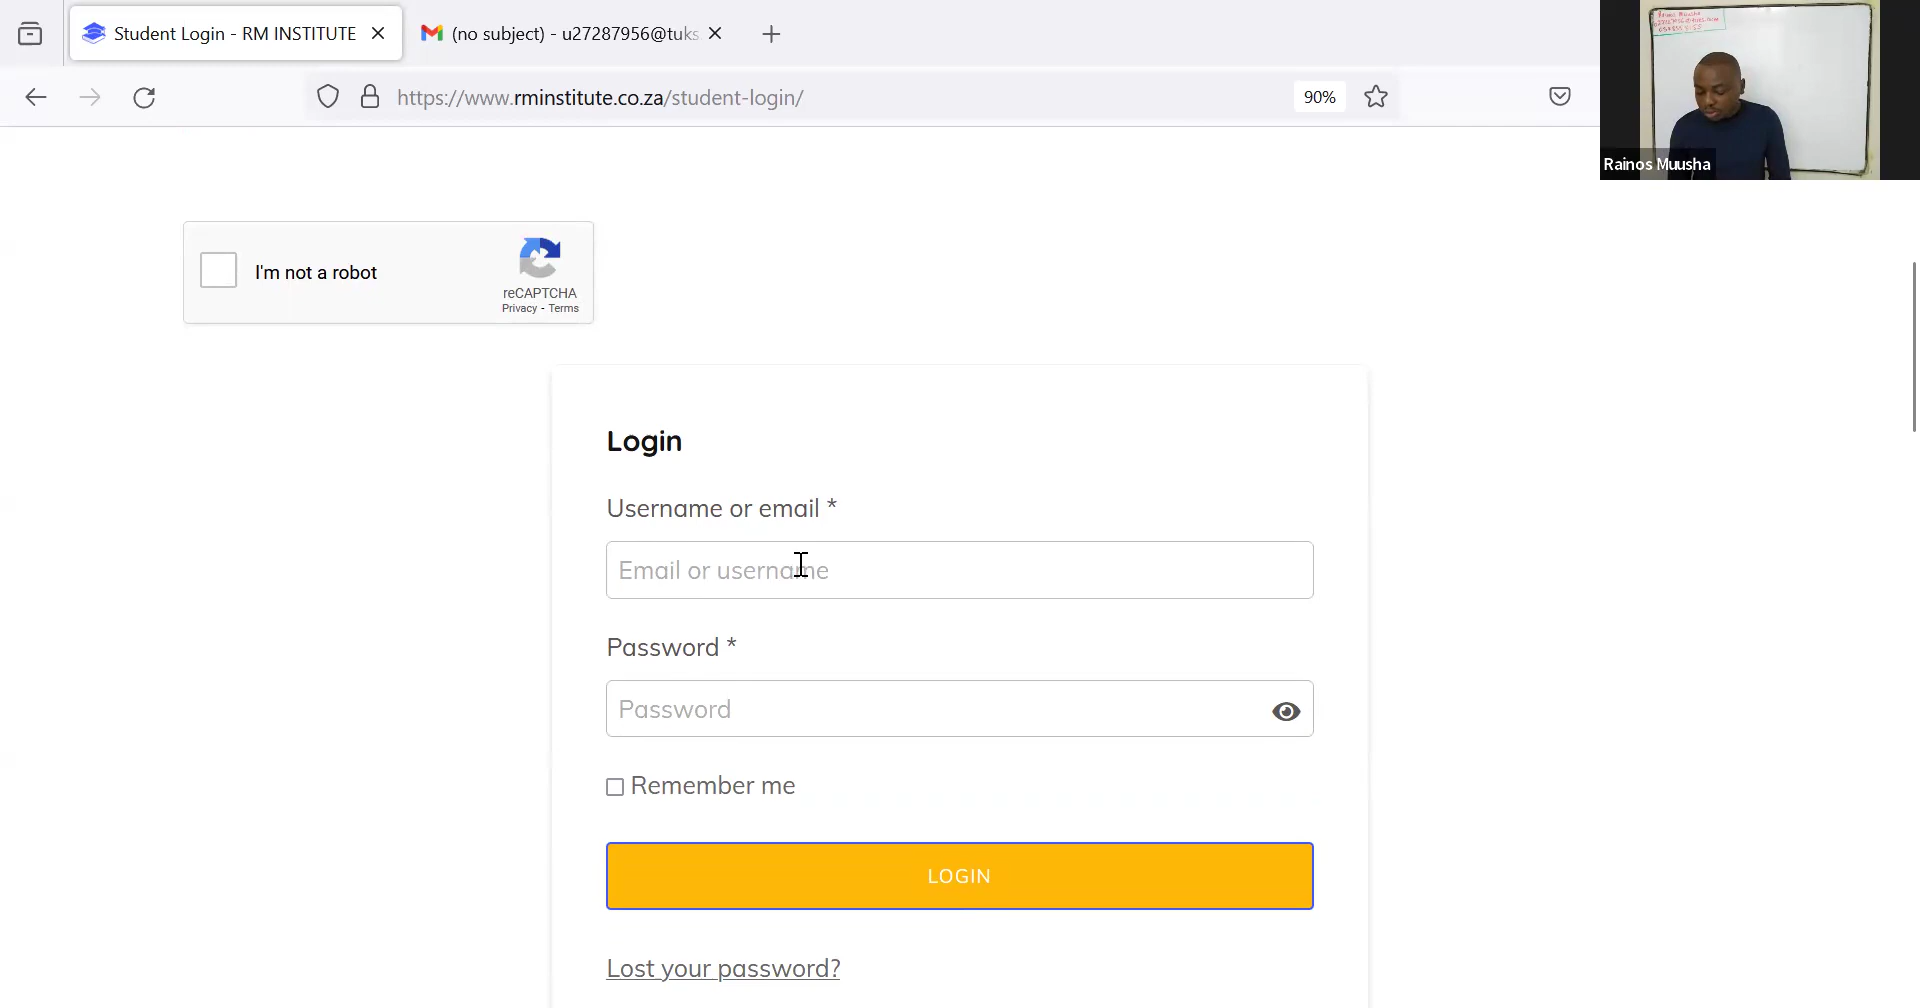 Student Login - RM INSTITUTE
(no subject) - u27287956@tuks
https://www.rminstitute.co.za/student-login/
90%
Rainos Muusha
I'm not a robot
reCAPTCHA
Privacy - Terms
Login
Username or email *
Email or username
Password *
Password
Remember me
LOGIN
Lost your password?